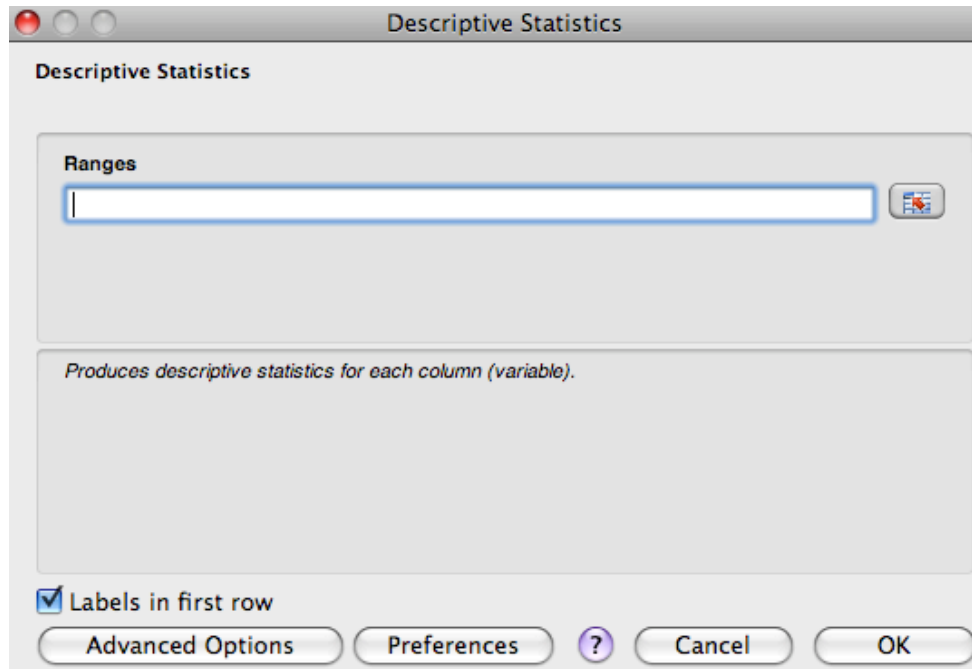 Descriptive Statistics
Descriptive Statistics
Ranges
Produces descriptive statistics for each column (variable).
Labels in first row
Advanced Options Preferences ? Cancel OK